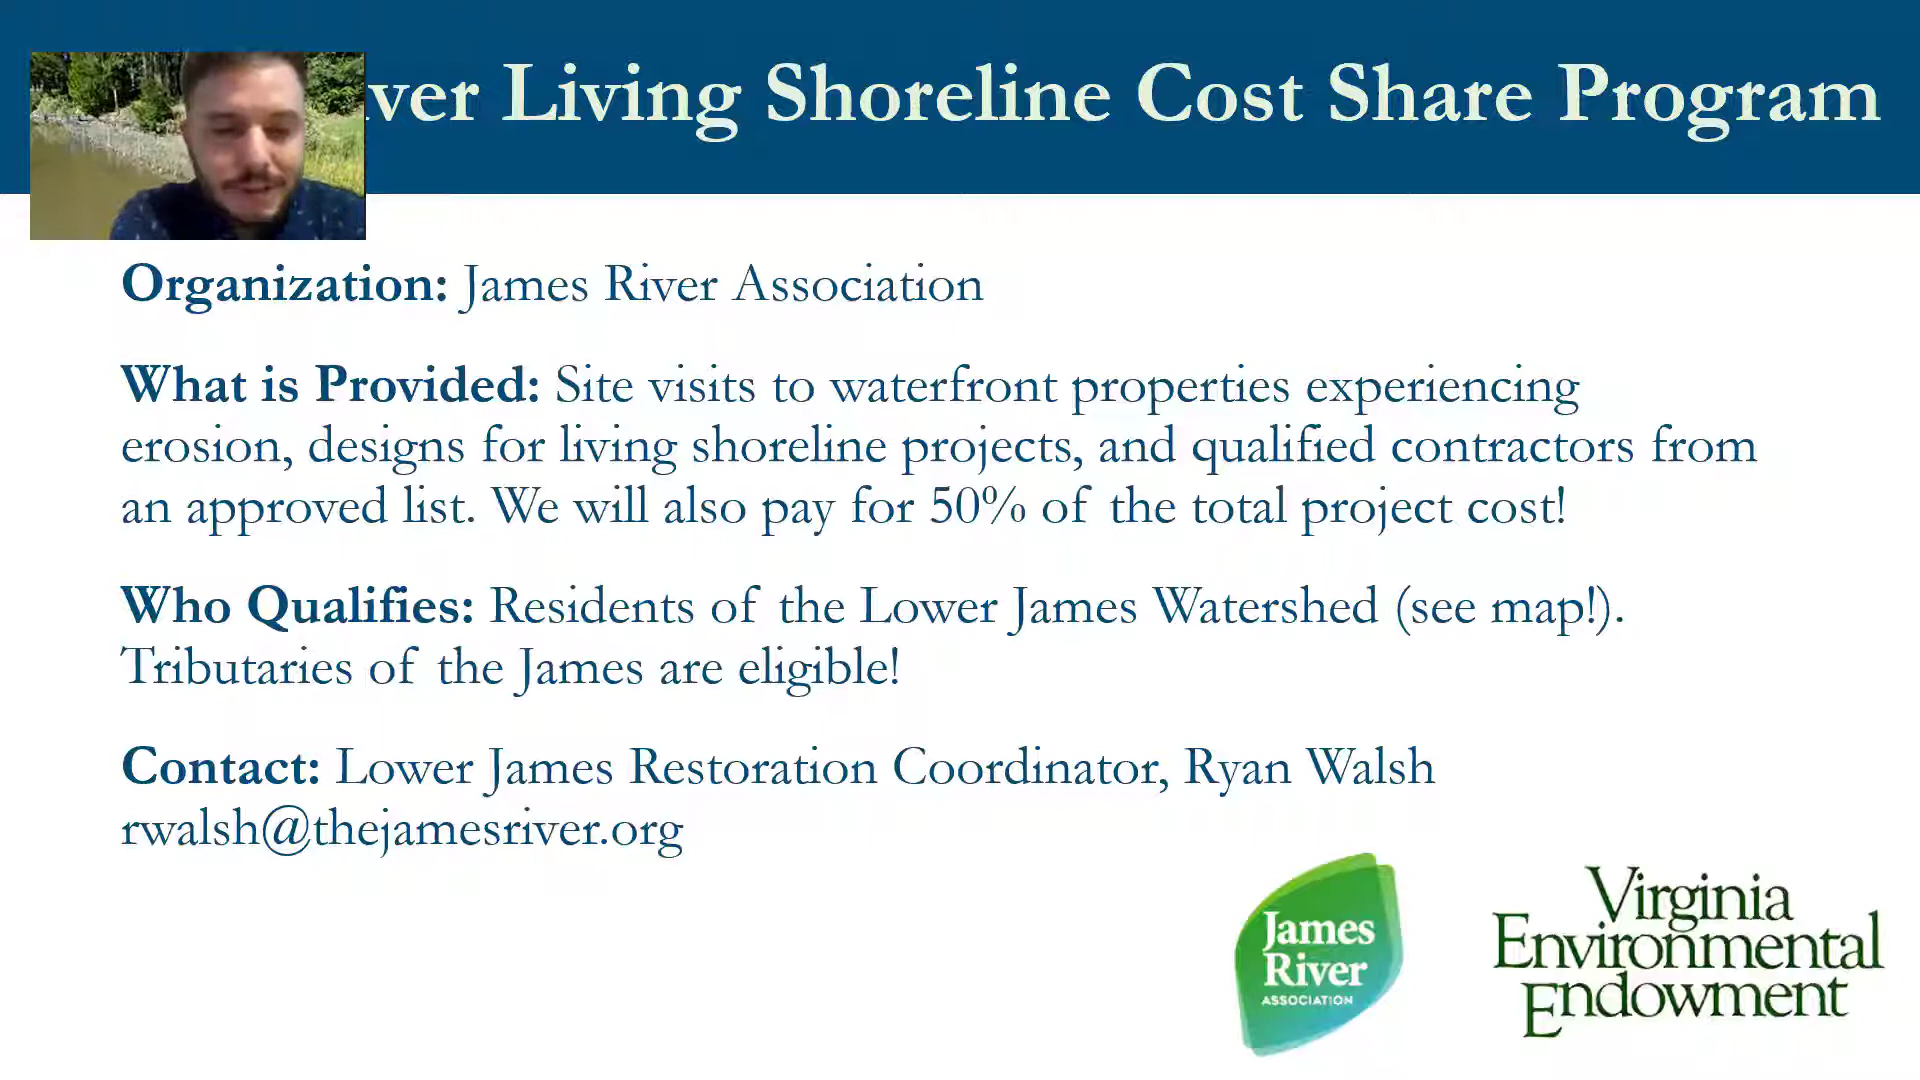 ver Living Shoreline Cost Share Program
Organization: James River Association
What is Provided: Site visits to waterfront properties experiencing
erosion, designs for living shoreline projects, and qualified contractors from
an approved list. We will also pay for 50% of the total project cost!
Who Qualifies: Residents of the Lower James Watershed (see map!).
Tributaries of the James are eligible!
Contact: Lower James Restoration Coordinator, Ryan Walsh
rwalsh@thejamesriver.org
James
River
ASSOCIATION
Virginia
Environmental
Endowment